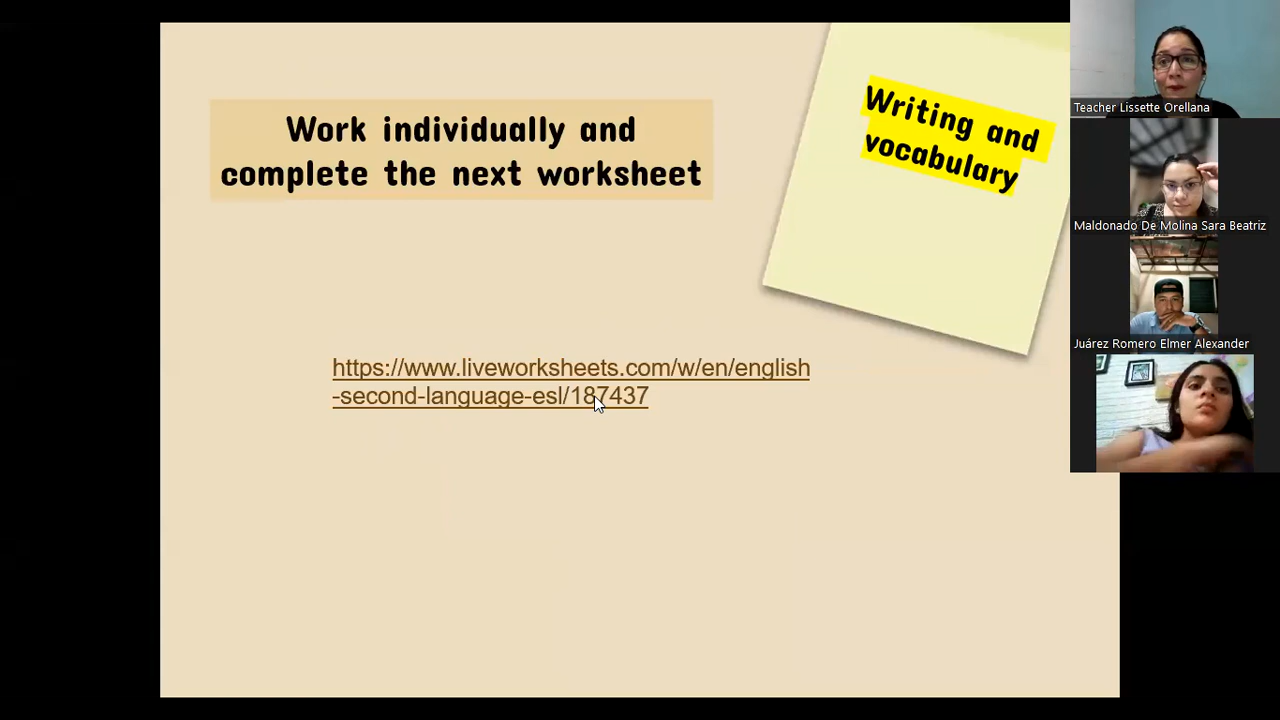 Work individually and
complete the next worksheet
Writing and
vocabulary
https://www.liveworksheets.com/w/en/english
-second-language-esl/187437
Teacher Lissette Orellana
Maldonado De Molina Sara Beatriz
Juárez Romero Elmer Alexander